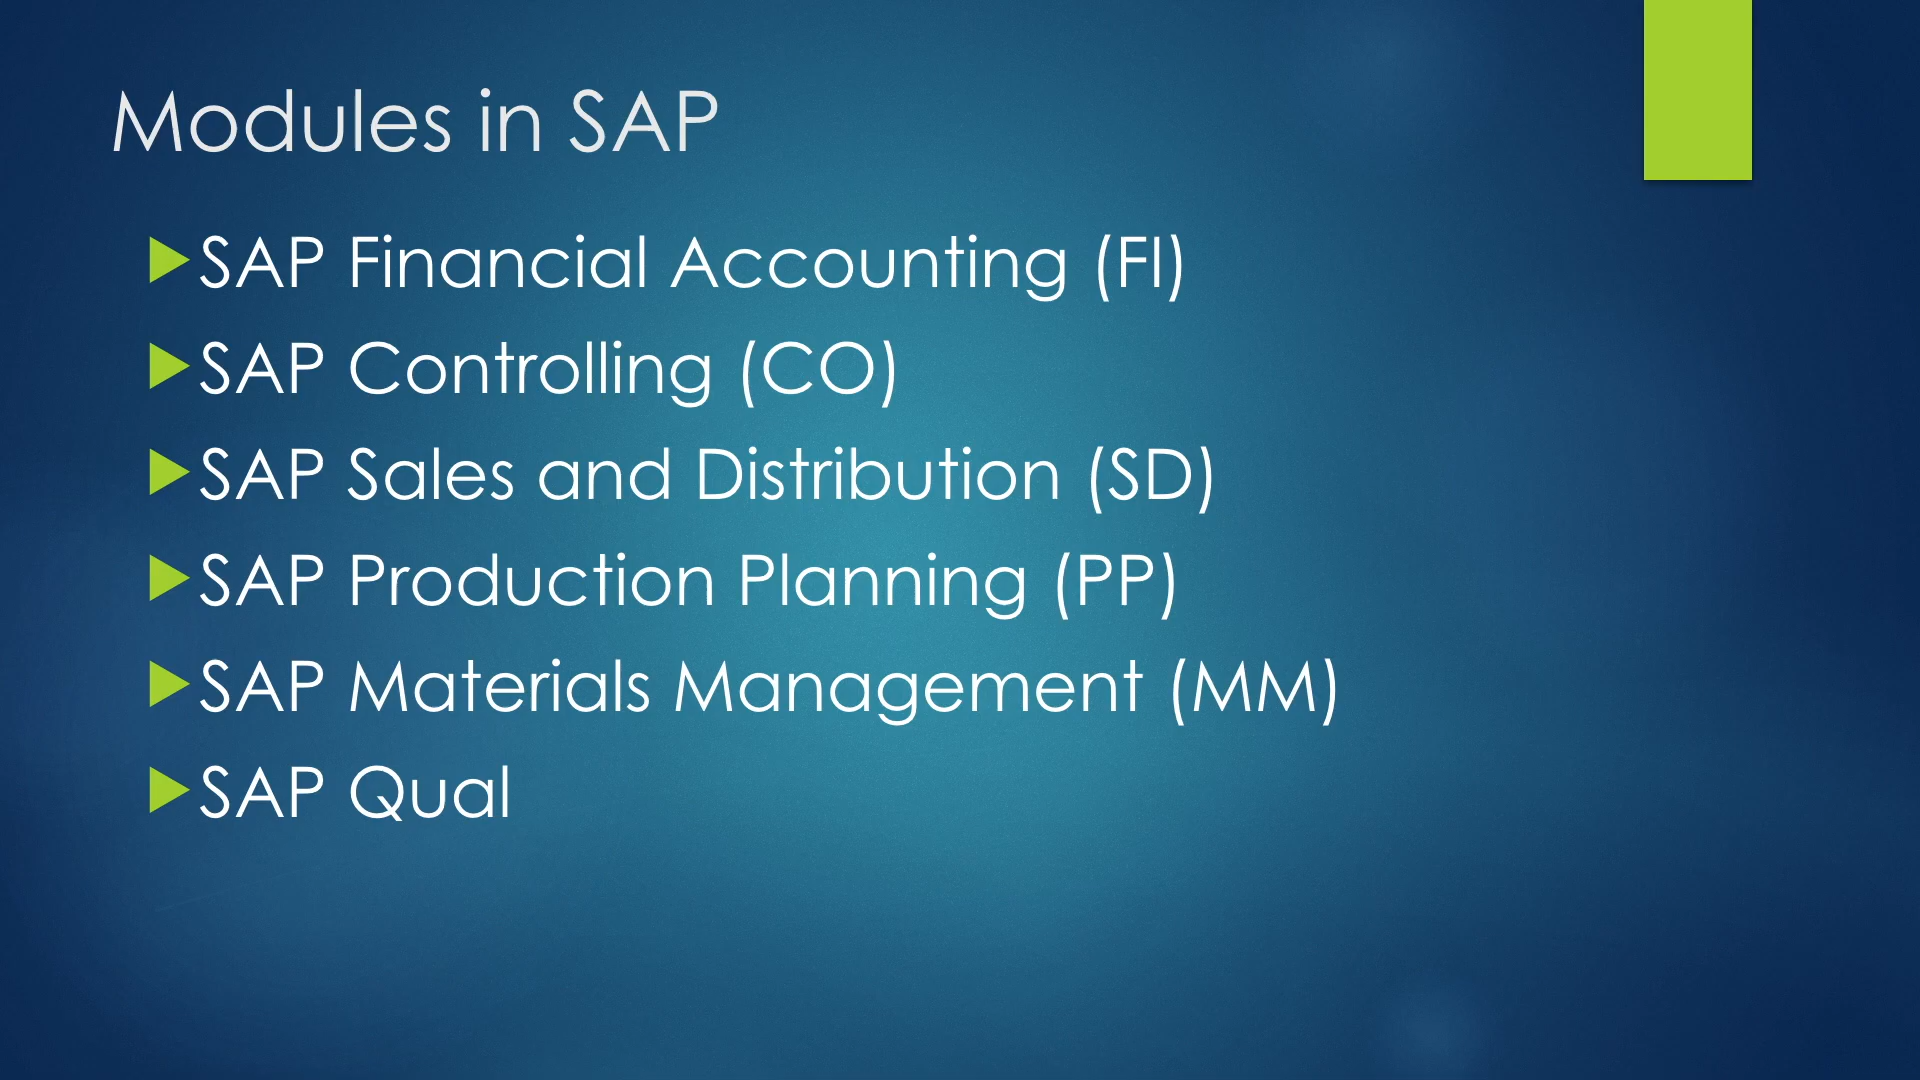 Modules in SAP
SAP Financial Accounting (FI)
SAP Controlling (CO)
SAP Sales and Distribution (SD)
SAP Production Planning (PP)
SAP Materials Management (MM)
SAP Qual